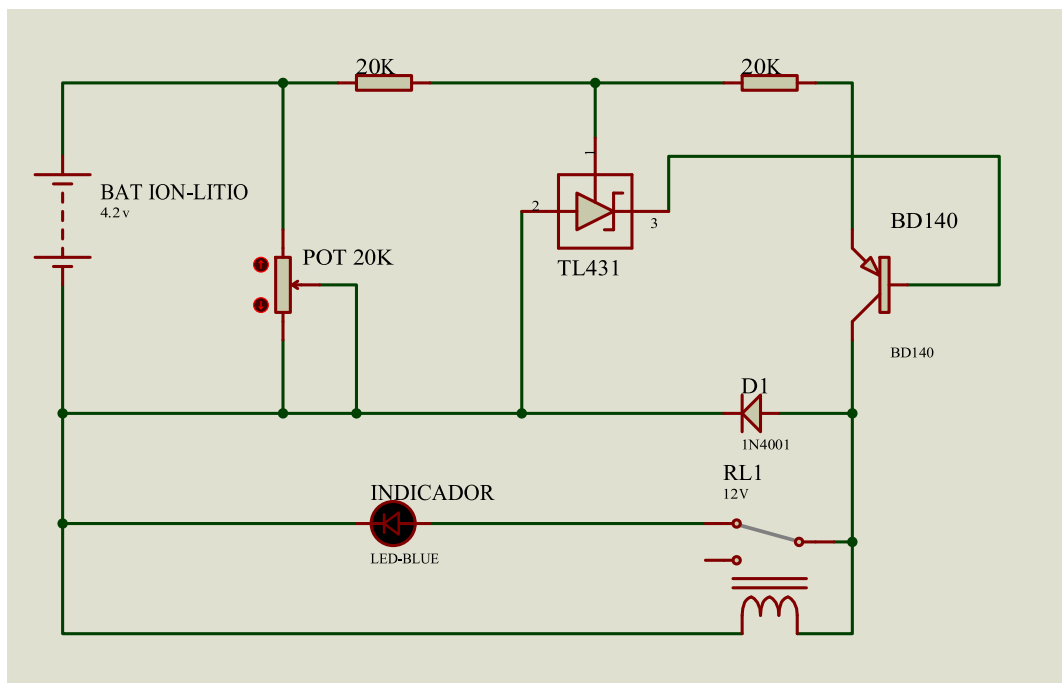 20K
20K
1
BAT ION-LITIO
4.2v
2
3
BD140
POT 20K
TL431
BD140
D1
1N4001
RL1
12V
INDICADOR
LED-BLUE